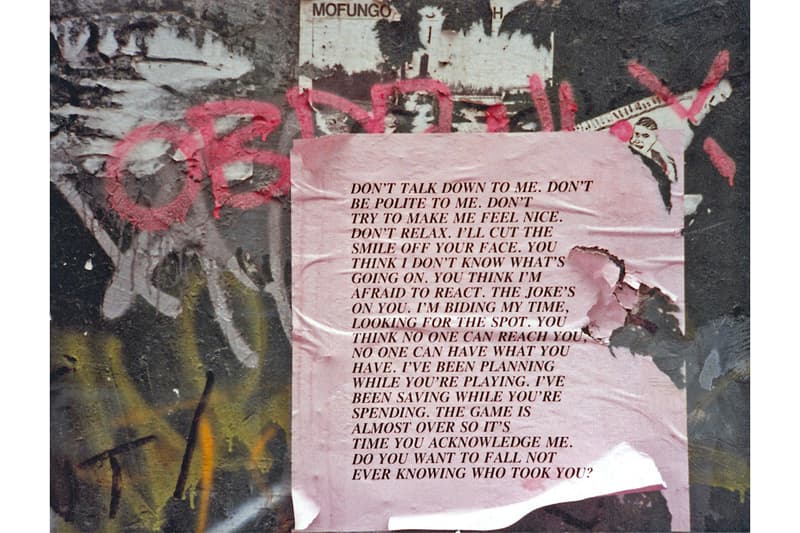 MOFUNGO
DON'T TALK DOWN TO ME. DON'T
BE POLITE TO ME. DON'T
TRY TO MAKE ME FEEL NICE.
DON'T RELAX. I'LL CUT THE
SMILE OFF YOUR FACE. YOU
THINK I DON'T KNOW WHAT'S
GOING ON. YOU THINK I'M
AFRAID TO REACT. THE JOKE'S
ON YOU. I'M BIDING MY TIME,
LOOKING FOR THE SPOT. YOU
THINK NO ONE CAN REACH YOU,
NO ONE CAN HAVE WHAT YOU
HAVE. I'VE BEEN PLANNING
WHILE YOU'RE PLAYING. I'VE
BEEN SAVING WHILE YOU'RE
SPENDING. THE GAME IS
ALMOST OVER SO IT'S
TIME YOU ACKNOWLEDGE ME.
DO YOU WANT TO FALL NOT
EVER KNOWING WHO TOOK YOU?